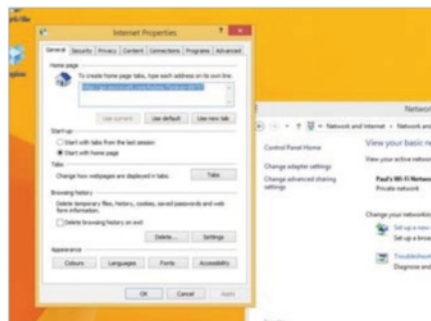 Internet Properties
General Security Privacy Content Connections Programs Advanced
Home page
To create home page tabs, type each address on its own line.
Use current Use default Use new tab
Start-up
Start with tabs from the last session
Start with home page
Tabs
Change how webpages are displayed in tabs. Tabs
Browsing history
Delete temporary files, history, cookies, saved passwords and web
form information.
Delete browsing history on exit
Delete... Settings
Appearance
Colours Languages Fonts Accessibility
OK Cancel Apply
Network
Network and Internet Network and
Control Panel Home
Change adapter settings
Change advanced sharing
settings
View your basic ne
View your active networ
Paul's Wi-Fi Networ
Private network
Change your networking
Set up a new
Set up a broa
Troubleshoot
Diagnose and